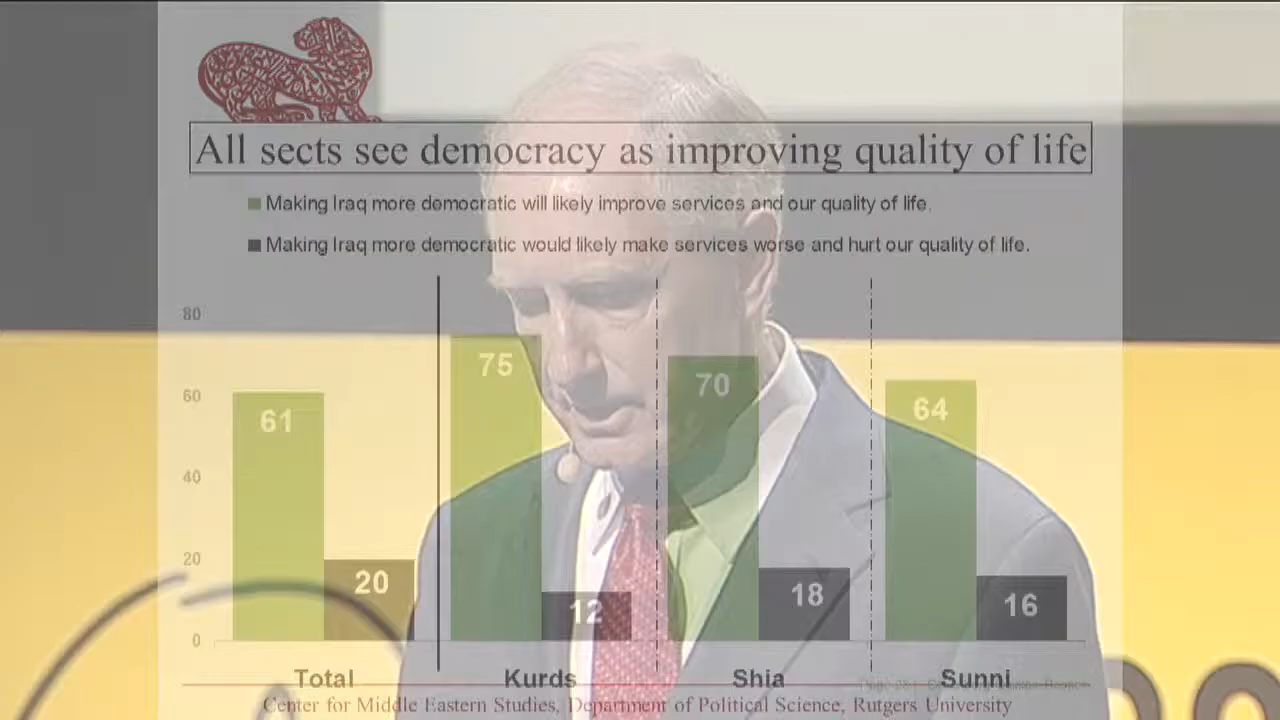 All sects see democracy as improving quality of life
Making Iraq more democratic will likely improve services and our quality of life.
Making Iraq more democratic would likely make services worse and hurt our quality of life.
80
60
40
20
0
61
20
75
12
70
18
64
16
Total
Kurds
Shia
Sunni
Center for Middle Eastern Studies, Department of Political Science, Rutgers University